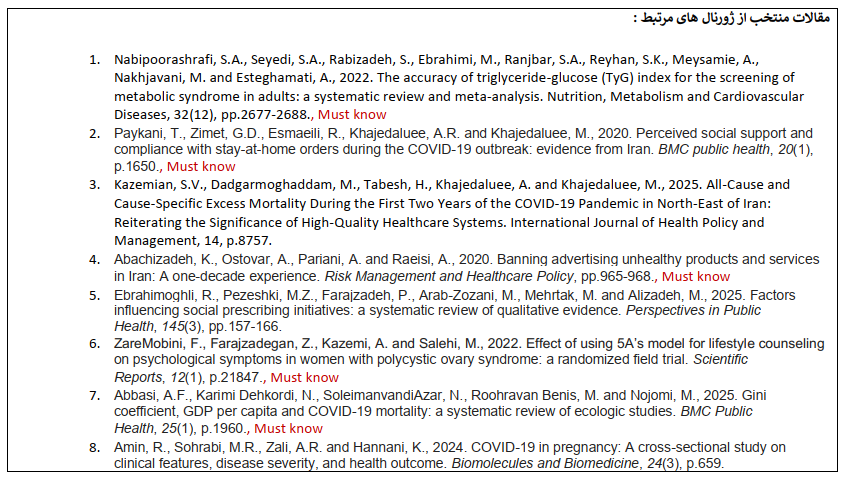 مقالات منتخب از ژورنال های مرتبط :
1. Nabipoorashrafi, S.A., Seyedi, S.A., Rabizadeh, S., Ebrahimi, M., Ranjbar, S.A., Reyhan, S.K., Meysamie, A.,
Nakhjavani, M. and Esteghamati, A., 2022. The accuracy of triglyceride-glucose (TyG) index for the screening of
metabolic syndrome in adults: a systematic review and meta-analysis. Nutrition, Metabolism and Cardiovascular
Diseases, 32(12), pp.2677-2688., Must know
2. Paykani, T., Zimet, G.D., Esmaeili, R., Khajedaluee, A.R. and Khajedaluee, M., 2020. Perceived social support and
compliance with stay-at-home orders during the COVID-19 outbreak: evidence from Iran. BMC public health, 20(1),
p.1650., Must know
3. Kazemian, S.V., Dadgarmoghaddam, M., Tabesh, H., Khajedaluee, A. and Khajedaluee, M., 2025. All-Cause and
Cause-Specific Excess Mortality During the First Two Years of the COVID-19 Pandemic in North-East of Iran:
Reiterating the Significance of High-Quality Healthcare Systems. International Journal of Health Policy and
Management, 14, p.8757.
4. Abachizadeh, K., Ostovar, A., Pariani, A. and Raeisi, A., 2020. Banning advertising unhealthy products and services
in Iran: A one-decade experience. Risk Management and Healthcare Policy, pp.965-968., Must know
5. Ebrahimoghli, R., Pezeshki, M.Z., Farajzadeh, P., Arab-Zozani, M., Mehrtak, M. and Alizadeh, M., 2025. Factors
influencing social prescribing initiatives: a systematic review of qualitative evidence. Perspectives in Public
Health, 145(3), pp.157-166.
6. ZareMobini, F., Farajzadegan, Z., Kazemi, A. and Salehi, M., 2022. Effect of using 5A's model for lifestyle counseling
on psychological symptoms in women with polycystic ovary syndrome: a randomized field trial. Scientific
Reports, 12(1), p.21847., Must know
7. Abbasi, A.F., Karimi Dehkordi, N., SoleimanvandiAzar, N., Roohravan Benis, M. and Nojomi, M., 2025. Gini
coefficient, GDP per capita and COVID-19 mortality: a systematic review of ecologic studies. BMC Public
Health, 25(1), p.1960., Must know
8. Amin, R., Sohrabi, M.R., Zali, A.R. and Hannani, K., 2024. COVID-19 in pregnancy: A cross-sectional study on
clinical features, disease severity, and health outcome. Biomolecules and Biomedicine, 24(3), p.659.